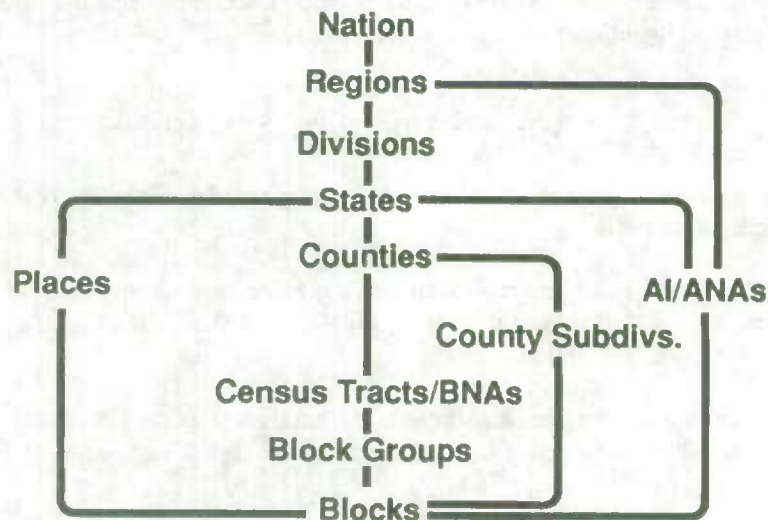 Nation
Regions
Divisions
States
Counties
Places
AI/ANAs
County Subdivs.
Census Tracts/BNAs
Block Groups
Blocks